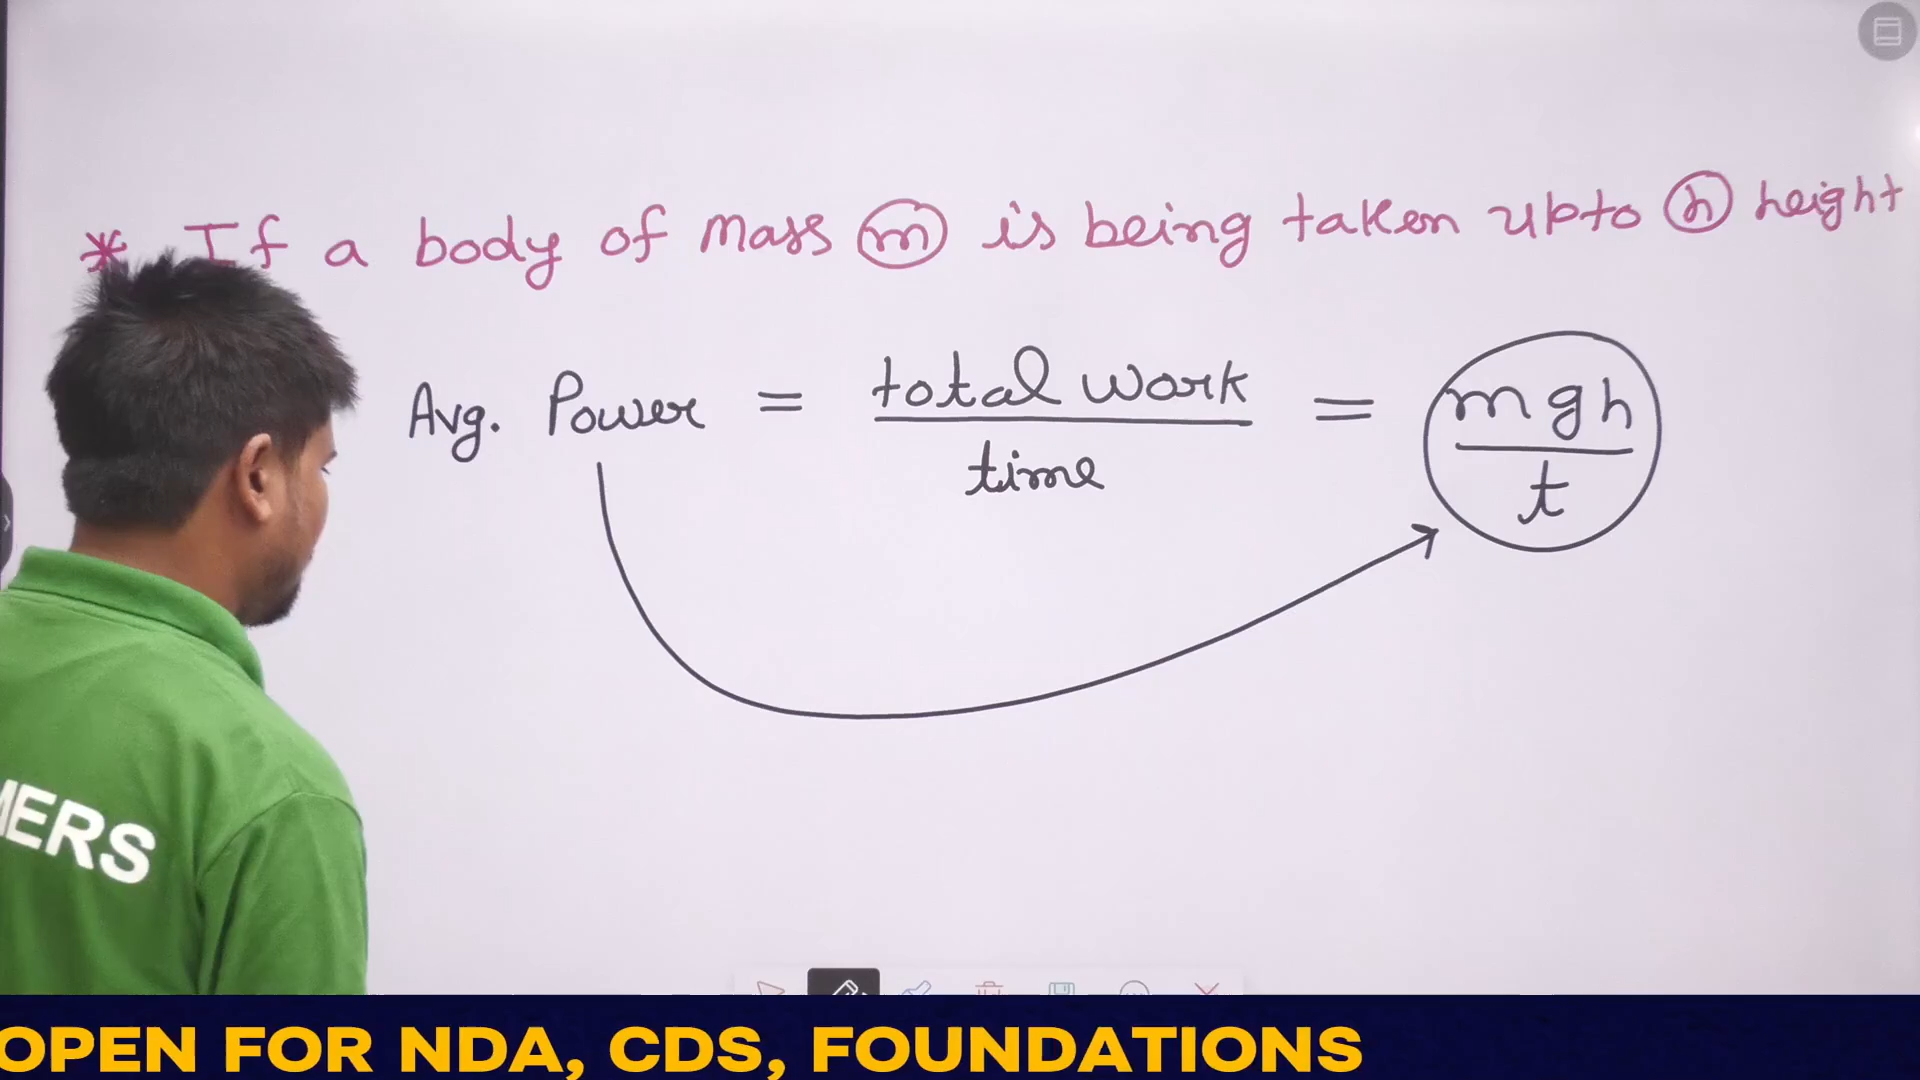 * If a body of mass m is being taken upto h height
Avg. Power = total work / time = mgh / t
MERS
OPEN FOR NDA, CDS, FOUNDATIONS